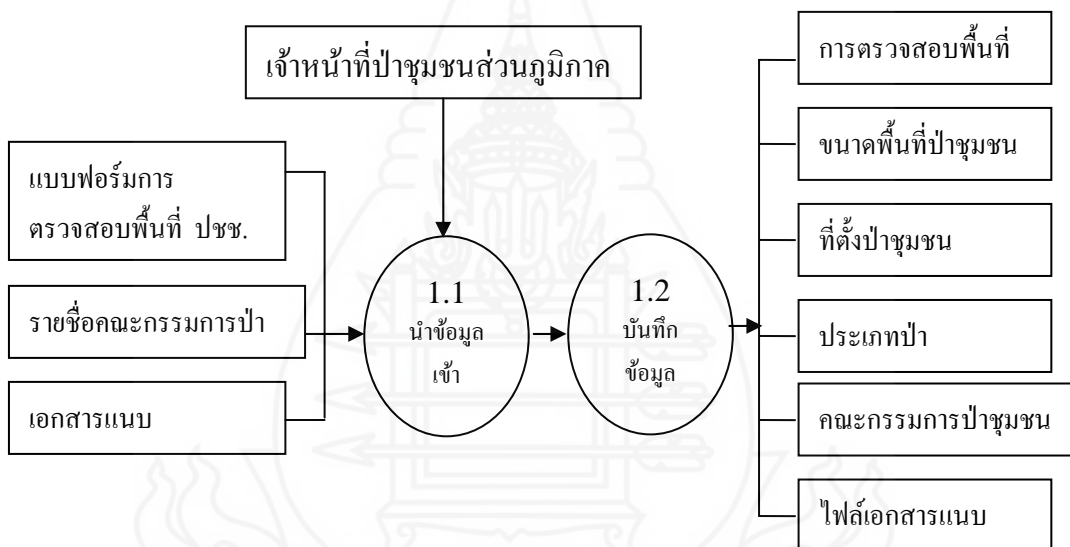 เจ้าหน้าที่ป่าชุมชนส่วนภูมิภาค
แบบฟอร์มการ
ตรวจสอบพื้นที่ ปชช.
รายชื่อคณะกรรมการป่า
เอกสารแนบ
1.1
นำข้อมูล
เข้า
1.2
บันทึก
ข้อมูล
การตรวจสอบพื้นที่
ขนาดพื้นที่ป่าชุมชน
ที่ตั้งป่าชุมชน
ประเภทป่า
คณะกรรมการป่าชุมชน
ไฟล์เอกสารแนบ